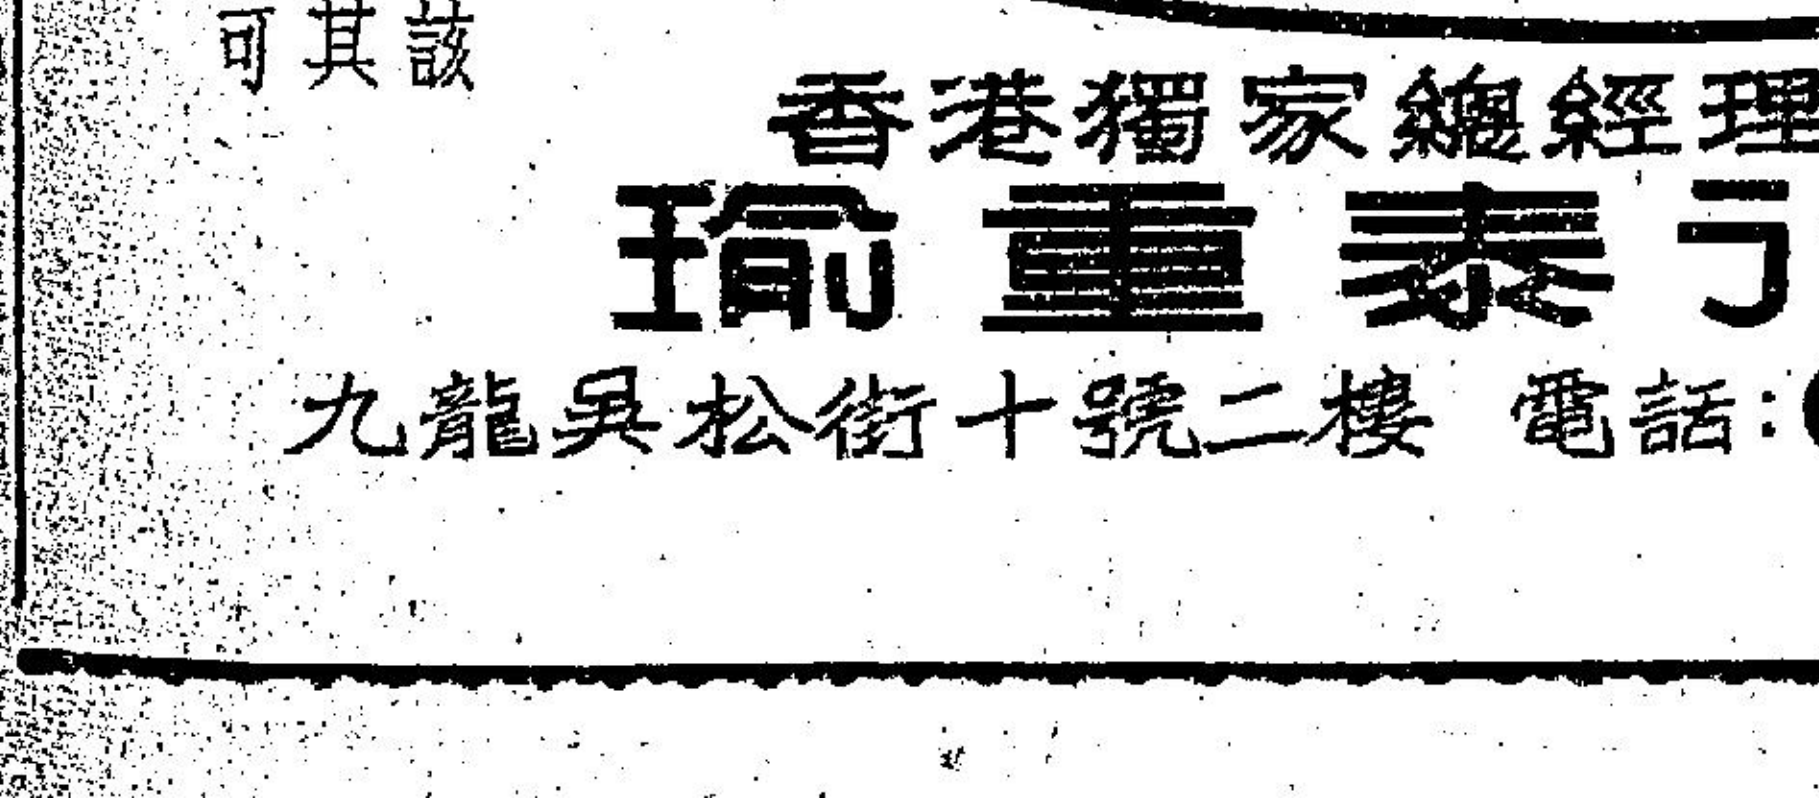 可其該
香港獨家總經理
瑜重泰
九龍吳松街十號二樓 電話: